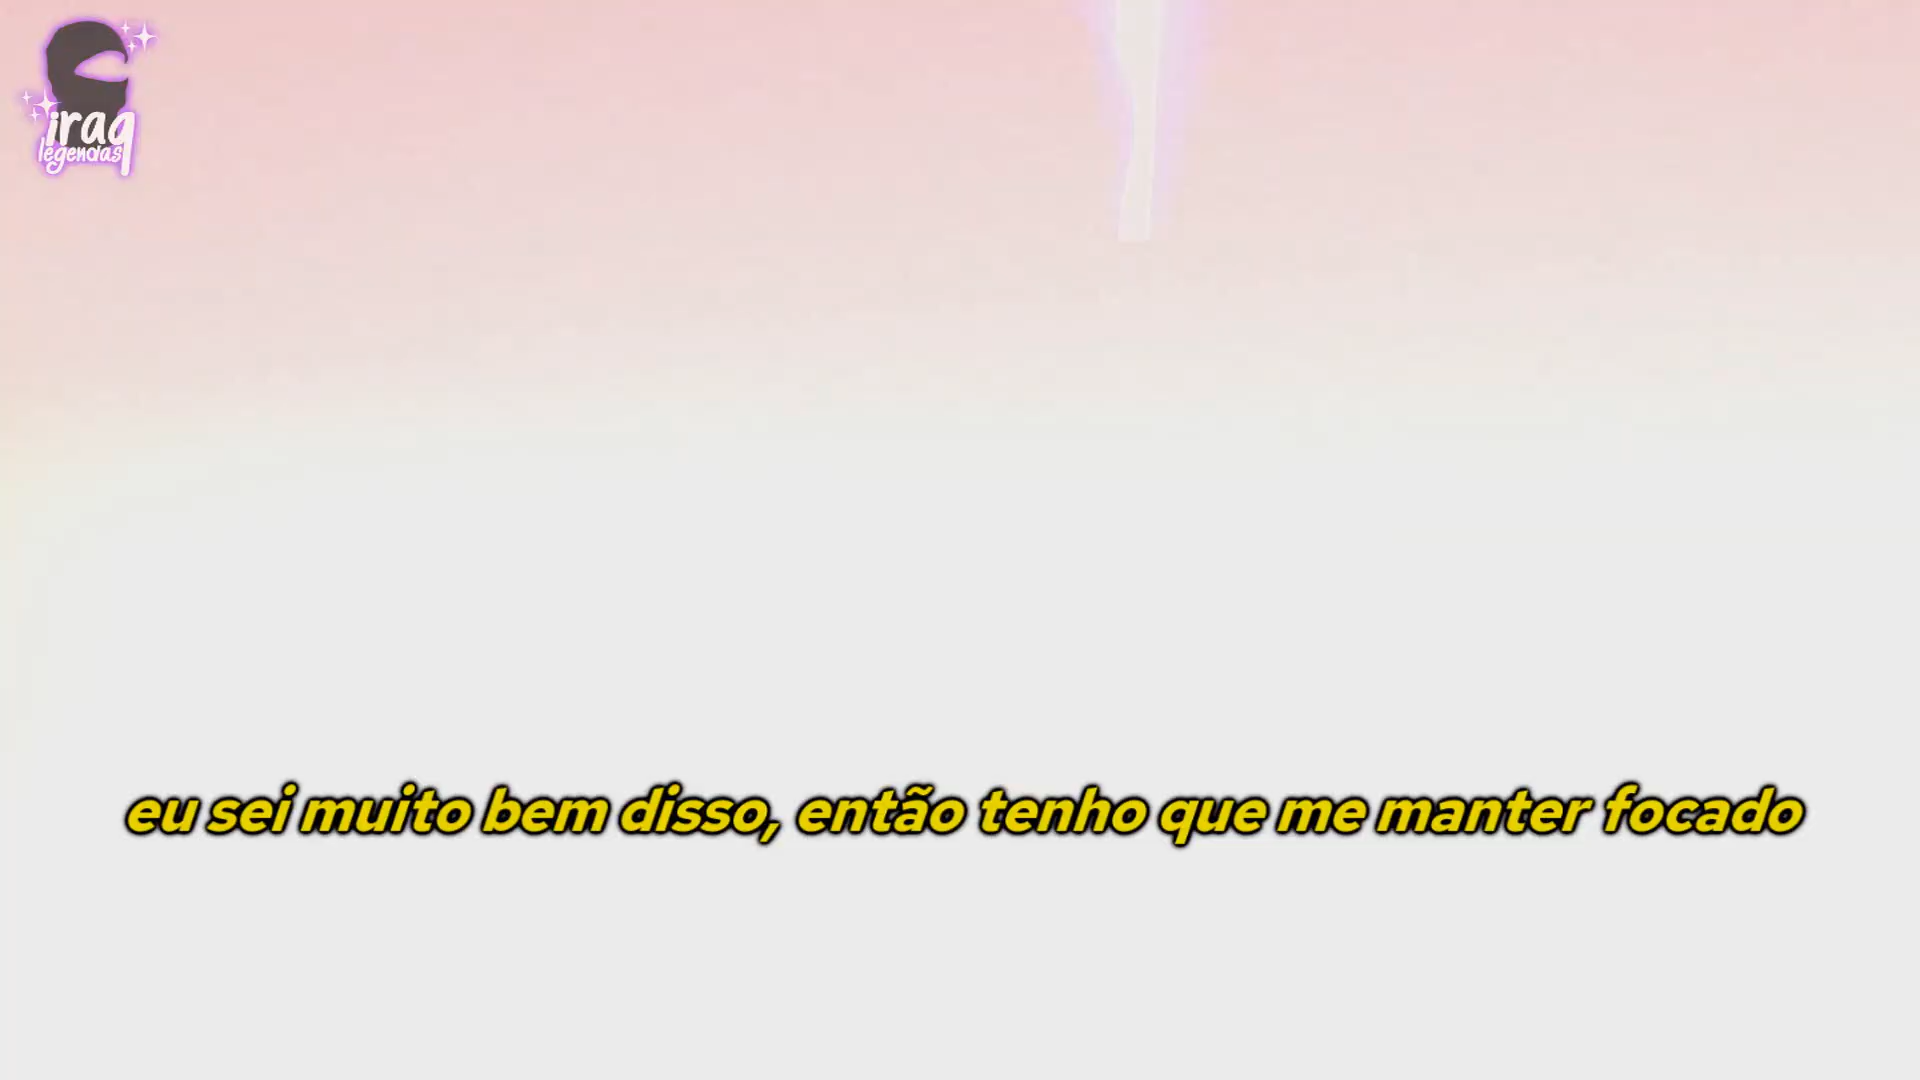 iraq
legendas
eu sei muito bem disso, então tenho que me manter focado